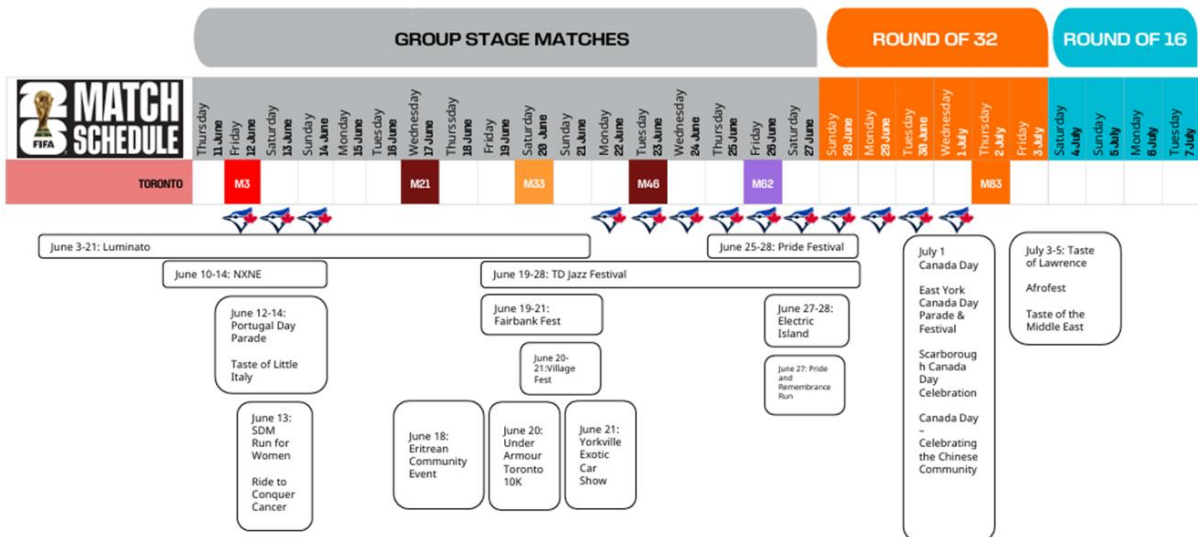 GROUP STAGE MATCHES
ROUND OF 32
ROUND OF 16
26
FIFA
MATCH
SCHEDULE
Thursday
11 June
Friday
12 June
Saturday
13 June
Sunday
14 June
Monday
15 June
Tuesday
16 June
Wednesday
17 June
Thurssday
18 June
Friday
19 June
Saturday
20 June
Sunday
21 June
Monday
22 June
Tuesday
23 June
Wednesday
24 June
Thursday
25 June
Friday
26 June
Saturday
27 June
Sunday
28 June
Monday
29 June
Tuesday
30 June
Wednesday
1 July
Thursday
2 July
Friday
3 July
Saturday
4 July
Sunday
5 July
Monday
6 July
Tuesday
7 July
TORONTO
M3
M21
M33
M46
M62
M83
June 3-21: Luminato
June 25-28: Pride Festival
June 10-14: NXNE
June 19-28: TD Jazz Festival
June 12-14:
Portugal Day
Parade
Taste of Little
Italy
June 19-21:
Fairbank Fest
June 20-
21:Village
Fest
June 27-28:
Electric
Island
June 27: Pride
and
Remembrance
Run
June 13:
SDM
Run for
Women
Ride to
Conquer
Cancer
June 18:
Eritrean
Community
Event
June 20:
Under
Armour
Toronto
10K
June 21:
Yorkville
Exotic
Car
Show
July 1
Canada Day
East York
Canada Day
Parade &
Festival
Scarboroug
h Canada
Day
Celebration
Canada Day
–
Celebrating
the Chinese
Community
July 3-5: Taste
of Lawrence
Afrofest
Taste of the
Middle East